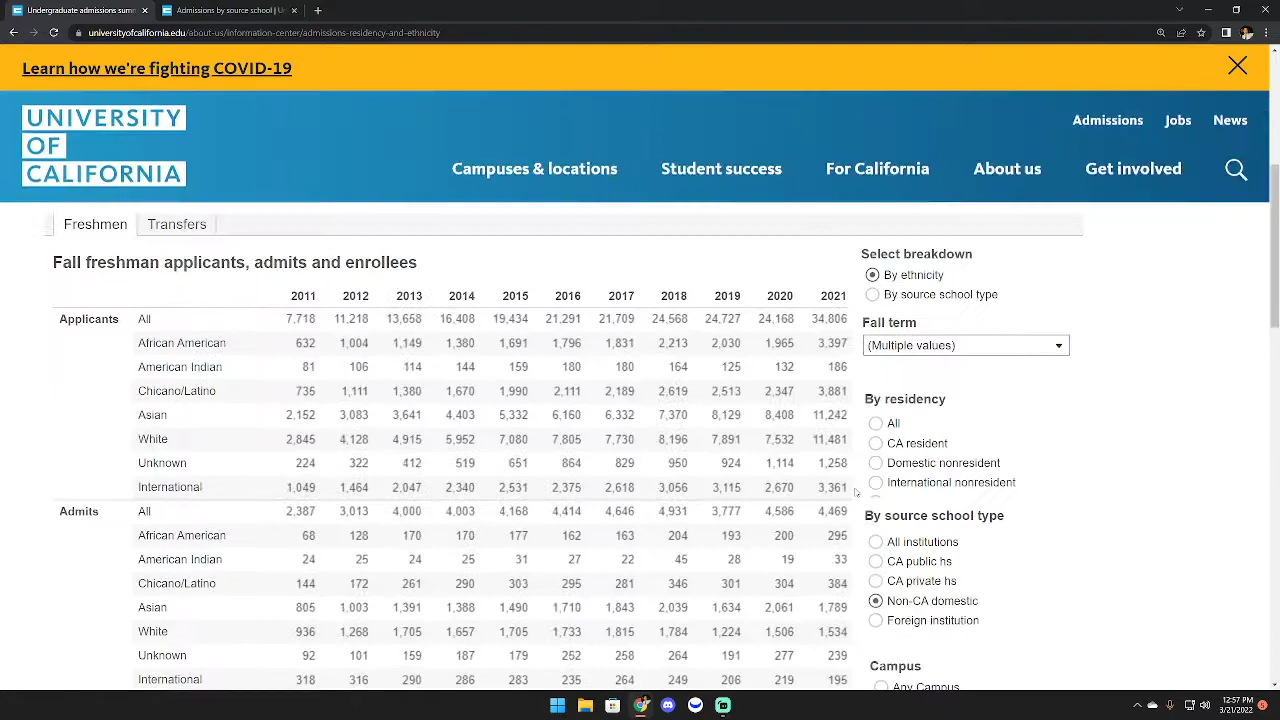 Undergraduate admissions summ
Admissions by source school | U
universityofcalifornia.edu/about-us/information-center/admissions-residency-and-ethnicity
Learn how we're fighting COVID-19
UNIVERSITY
OF
CALIFORNIA
Admissions Jobs News
Campuses & locations Student success For California About us Get involved
Freshmen Transfers
Fall freshman applicants, admits and enrollees
2011 2012 2013 2014 2015 2016 2017 2018 2019 2020 2021
Applicants All 7,718 11,218 13,658 16,408 19,434 21,291 21,709 24,568 24,727 24,168 34,806
African American 632 1,004 1,149 1,380 1,691 1,796 1,831 2,213 2,030 1,965 3,397
American Indian 81 106 114 144 159 180 180 164 125 132 186
Chicano/Latino 735 1,111 1,380 1,670 1,990 2,111 2,189 2,619 2,513 2,347 3,881
Asian 2,152 3,083 3,641 4,403 5,332 6,160 6,332 7,370 8,129 8,408 11,242
White 2,845 4,128 4,915 5,952 7,080 7,805 7,730 8,196 7,891 7,532 11,481
Unknown 224 322 412 519 651 864 829 950 924 1,114 1,258
International 1,049 1,464 2,047 2,340 2,531 2,375 2,618 3,056 3,115 2,670 3,361
Admits All 2,387 3,013 4,000 4,003 4,168 4,414 4,646 4,931 3,777 4,586 4,469
African American 68 128 170 170 177 162 163 204 193 200 295
American Indian 24 25 24 25 31 27 22 45 28 19 33
Chicano/Latino 144 172 261 290 303 295 281 346 301 304 384
Asian 805 1,003 1,391 1,388 1,490 1,710 1,843 2,039 1,634 2,061 1,789
White 936 1,268 1,705 1,657 1,705 1,733 1,815 1,784 1,224 1,506 1,534
Unknown 92 101 159 187 179 252 258 264 191 277 239
International 318 316 290 286 283 235 264 249 206 219 195
Select breakdown
By ethnicity
By source school type
Fall term
(Multiple values)
By residency
All
CA resident
Domestic nonresident
International nonresident
By source school type
All institutions
CA public hs
CA private hs
Non-CA domestic
Foreign institution
Campus
Any Campus
12:57 PM
3/21/2022